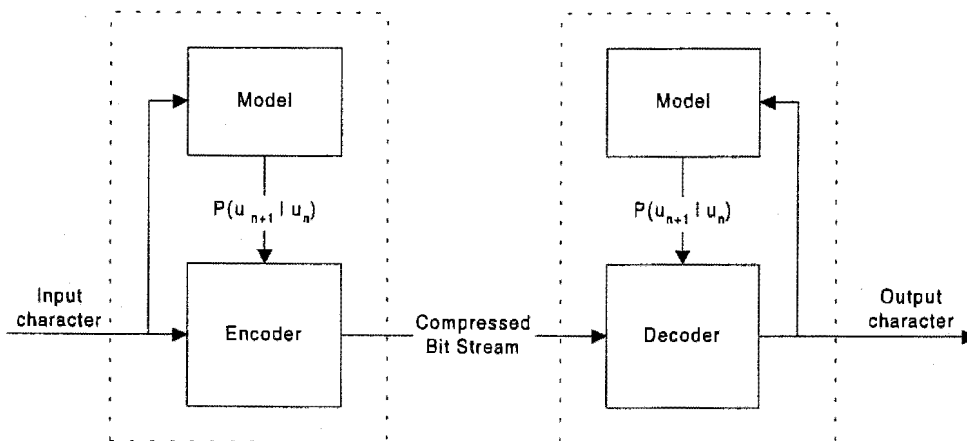 Model
Model
P(u n+1 | u n)
P(u n+1 | u n)
Input
character
Encoder
Compressed
Bit Stream
Decoder
Output
character